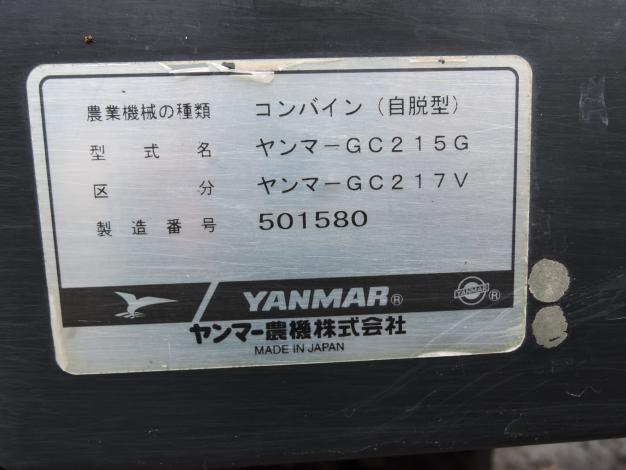 農業機械の種類 コンバイン（自脱型）
型式名 ヤンマーGC215G
区分 ヤンマーGC217V
製造番号 501580
YANMAR® YANMAR ®
ヤンマー農機株式会社
MADE IN JAPAN